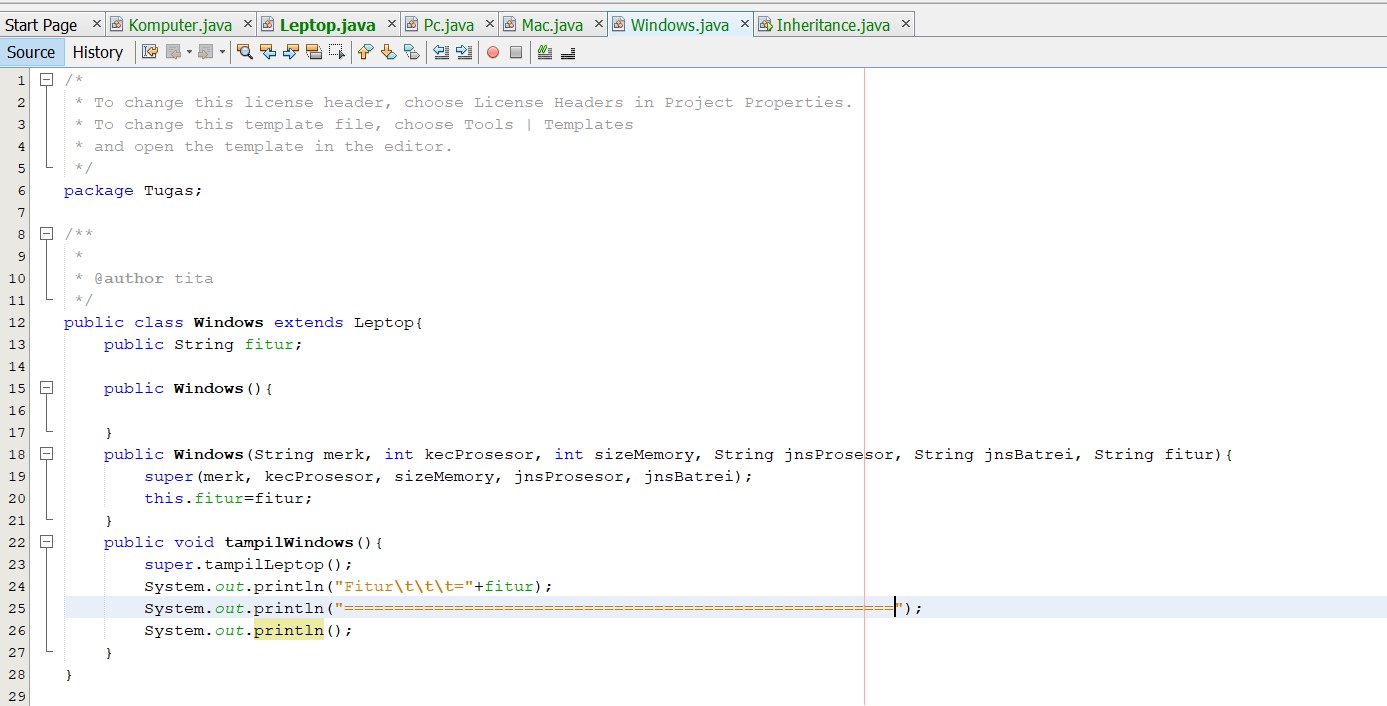 Start Page Komputer.java Leptop.java Pc.java Mac.java Windows.java Inheritance.java
Source History
1 /*
2  * To change this license header, choose License Headers in Project Properties.
3  * To change this template file, choose Tools | Templates
4  * and open the template in the editor.
5  */
6 package Tugas;
7
8 /**
9  *
10  * @author tita
11  */
12 public class Windows extends Leptop{
13     public String fitur;
14
15     public Windows(){
16
17     }
18     public Windows(String merk, int kecProsesor, int sizeMemory, String jnsProsesor, String jnsBatrei, String fitur){
19         super(merk, kecProsesor, sizeMemory, jnsProsesor, jnsBatrei);
20         this.fitur=fitur;
21     }
22     public void tampilWindows(){
23         super.tampilLeptop();
24         System.out.println("Fitur\t\t\t="+fitur);
25         System.out.println("=======================================================");
26         System.out.println();
27     }
28 }
29